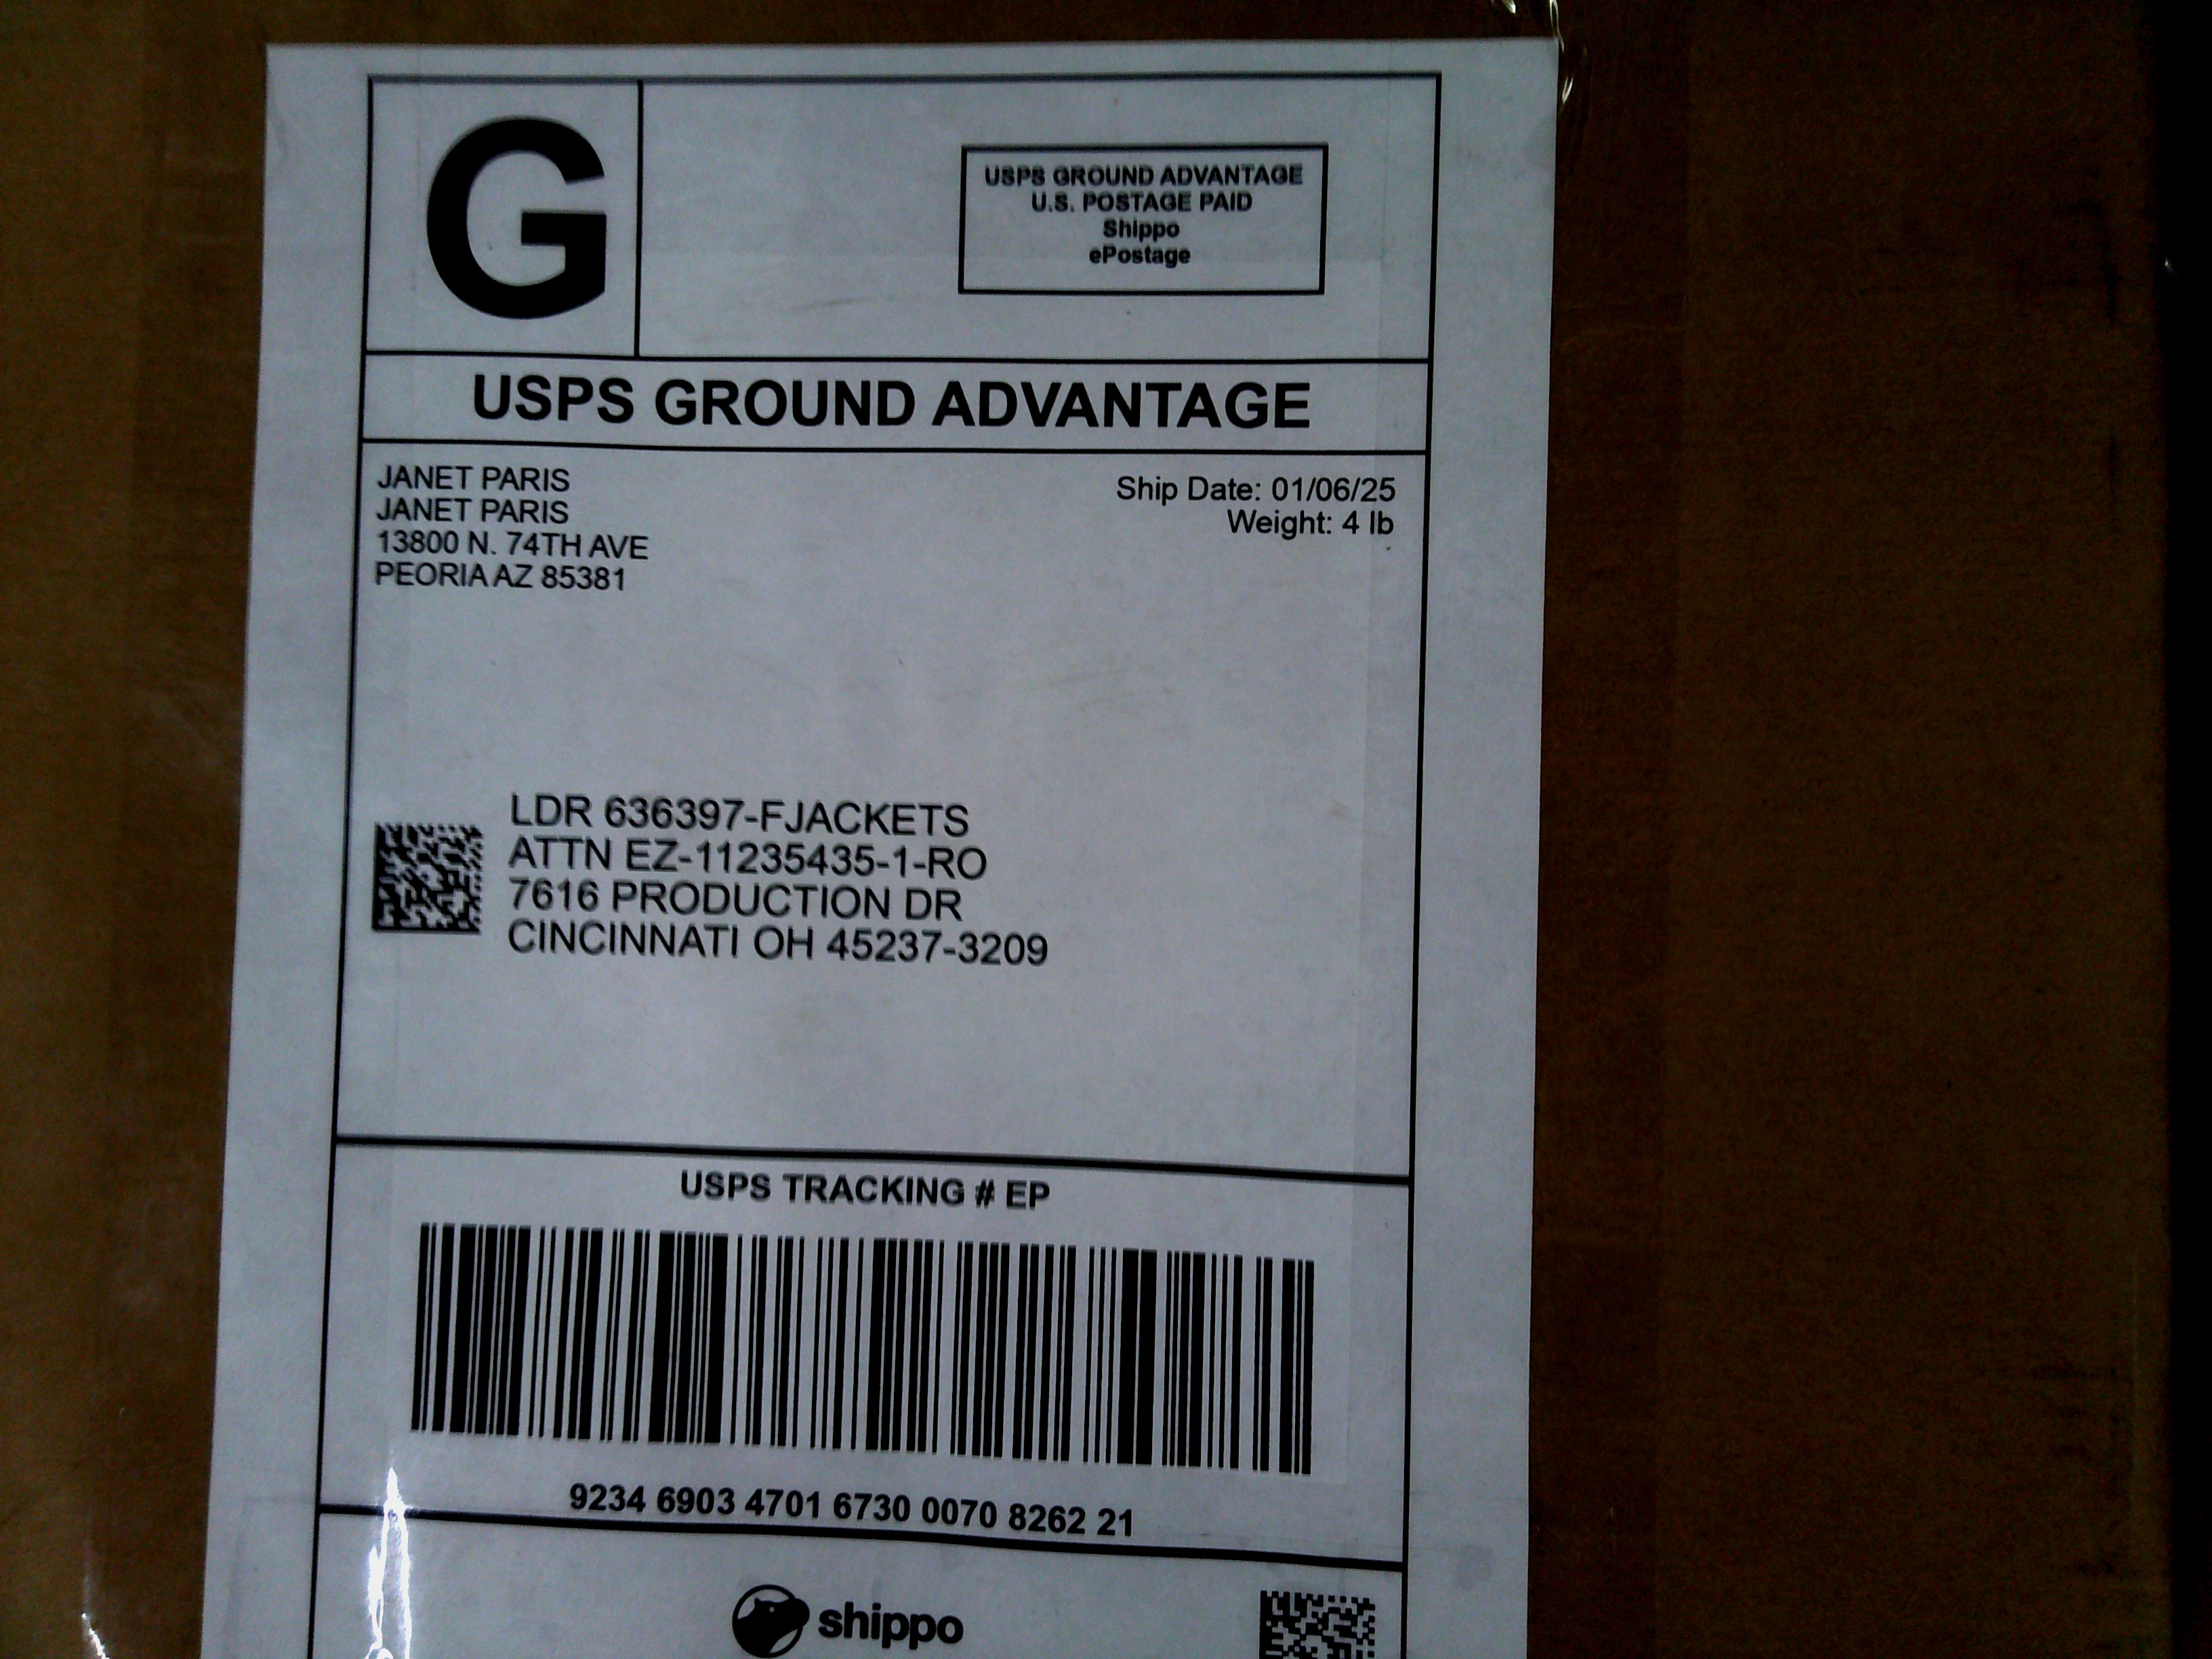 G
USPS GROUND ADVANTAGE
U.S. POSTAGE PAID
Shippo
ePostage
USPS GROUND ADVANTAGE
JANET PARIS
JANET PARIS
13800 N. 74TH AVE
PEORIA AZ 85381
Ship Date: 01/06/25
Weight: 4 lb
LDR 636397-FJACKETS
ATTN EZ-11235435-1-RO
7616 PRODUCTION DR
CINCINNATI OH 45237-3209
USPS TRACKING # EP
9234 6903 4701 6730 0070 8262 21
shippo